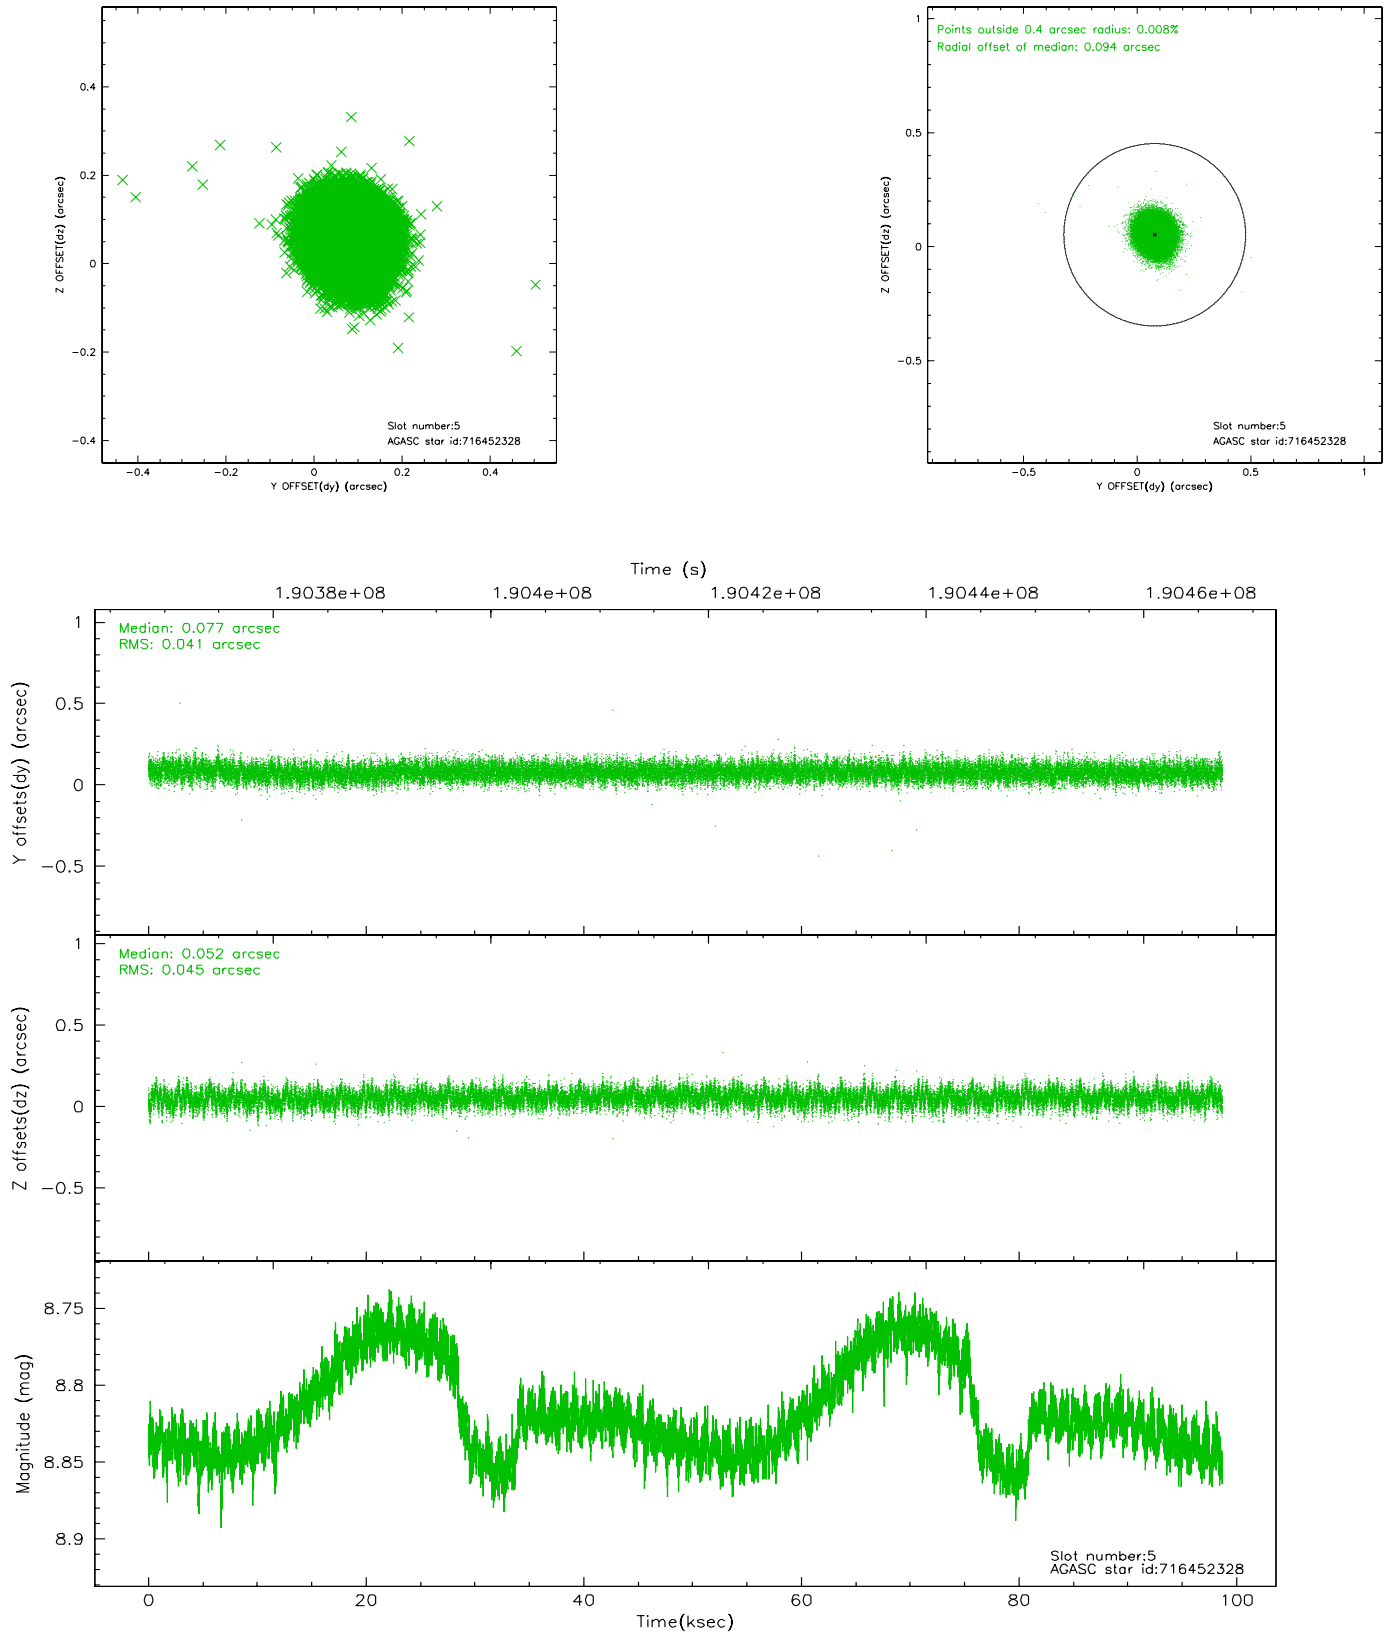 0.4
0.2
0
−0.2
−0.4
Z OFFSET(dz) (arcsec)
−0.4 −0.2 0 0.2 0.4
Y OFFSET(dy) (arcsec)
Slot number:5
AGASC star id:716452328
Points outside 0.4 arcsec radius: 0.008%
Radial offset of median: 0.094 arcsec
1
0.5
0
−0.5
Z OFFSET(dz) (arcsec)
−0.5 0 0.5 1
Y OFFSET(dy) (arcsec)
Slot number:5
AGASC star id:716452328
Time (s)
1.9038e+08 1.904e+08 1.9042e+08 1.9044e+08 1.9046e+08
Median: 0.077 arcsec
RMS: 0.041 arcsec
1
0.5
0
−0.5
Y offsets(dy) (arcsec)
Median: 0.052 arcsec
RMS: 0.045 arcsec
1
0.5
0
−0.5
Z offsets(dz) (arcsec)
8.75
8.8
8.85
8.9
Magnitude (mag)
Slot number:5
AGASC star id:716452328
0 20 40 60 80 100
Time(ksec)